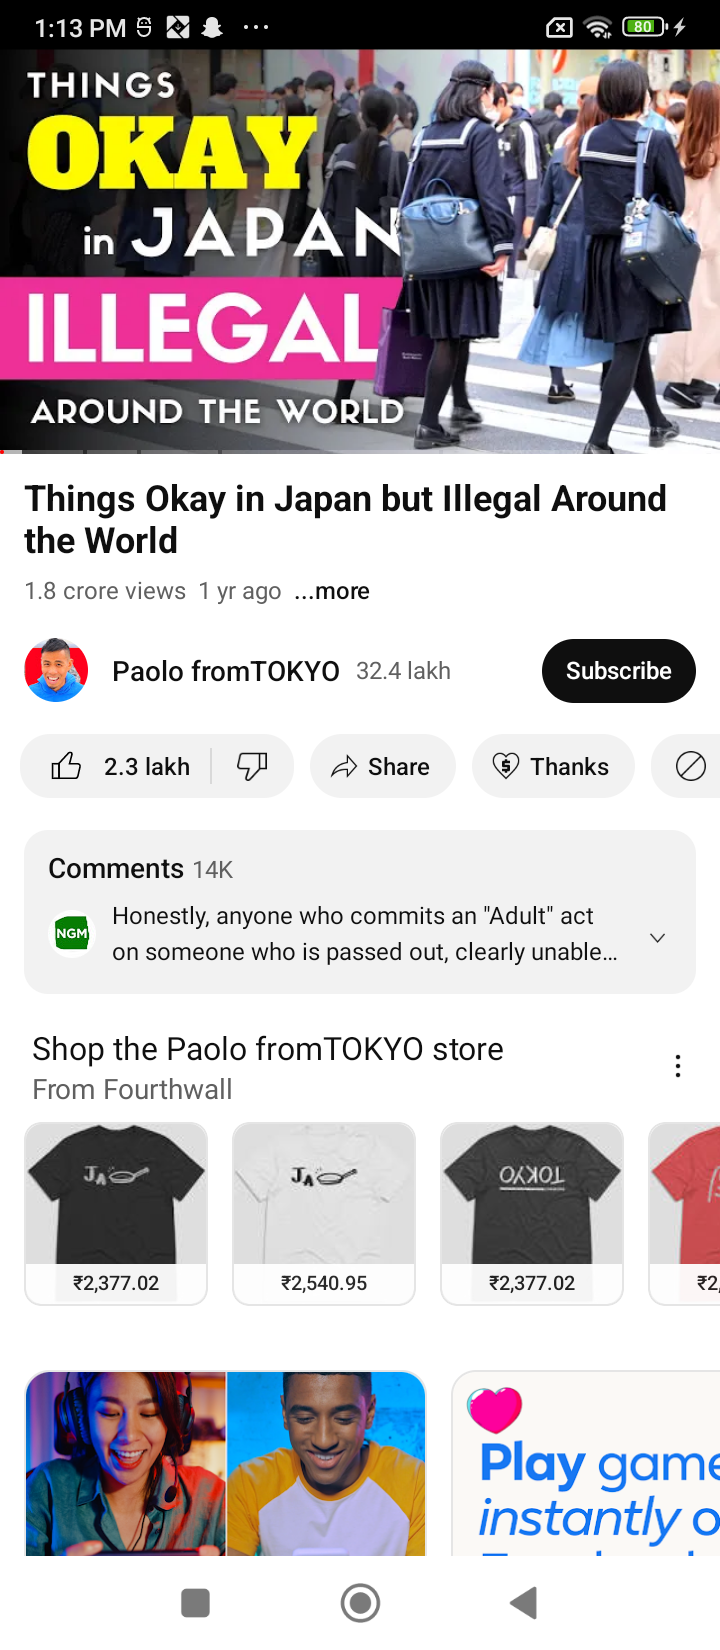 1:13 PM
80
THINGS
OKAY
in JAPAN
ILLEGAL
AROUND THE WORLD
Things Okay in Japan but Illegal Around
the World
1.8 crore views 1 yr ago ...more
Paolo fromTOKYO 32.4 lakh
Subscribe
2.3 lakh
Share
Thanks
Comments 14K
NGM
Honestly, anyone who commits an "Adult" act
on someone who is passed out, clearly unable...
Shop the Paolo fromTOKYO store
From Fourthwall
JA
JA
TOKYO
₹2,377.02
₹2,540.95
₹2,377.02
₹2,
Play game
instantly o